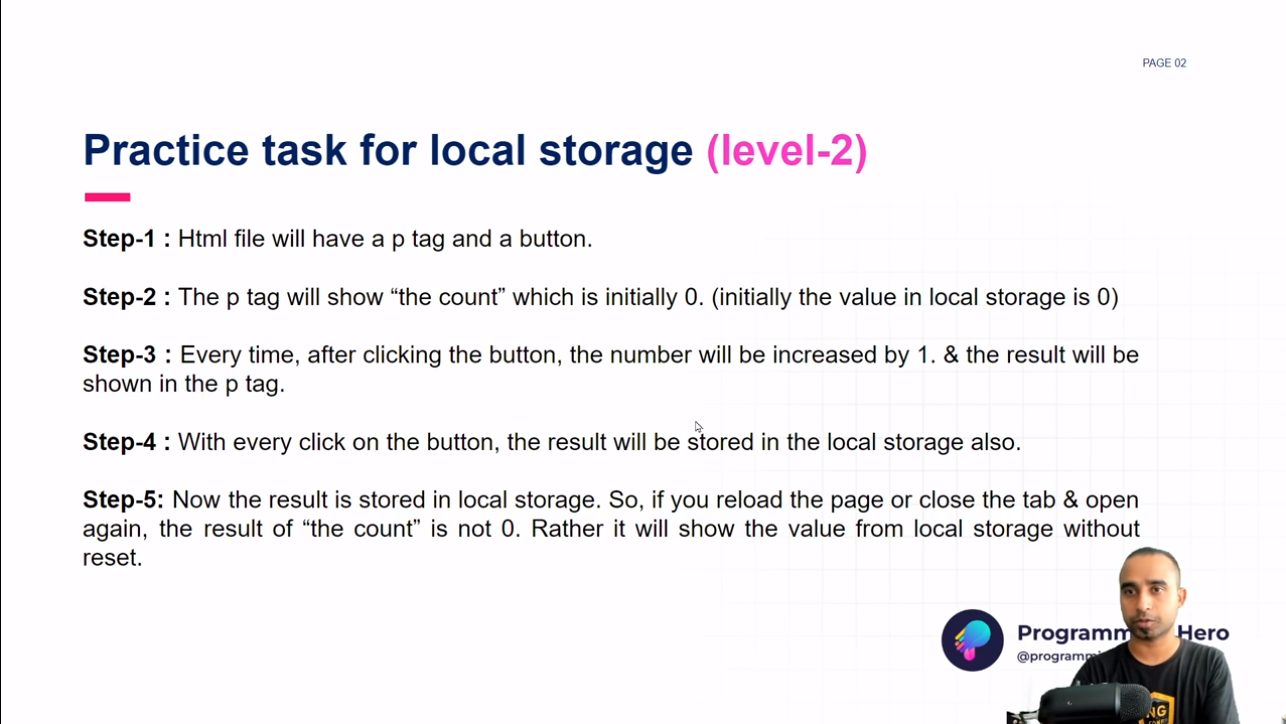 PAGE 02
Practice task for local storage (level-2)
Step-1 : Html file will have a p tag and a button.
Step-2 : The p tag will show “the count” which is initially 0. (initially the value in local storage is 0)
Step-3 : Every time, after clicking the button, the number will be increased by 1. & the result will be
shown in the p tag.
Step-4 : With every click on the button, the result will be stored in the local storage also.
Step-5: Now the result is stored in local storage. So, if you reload the page or close the tab & open
again, the result of “the count” is not 0. Rather it will show the value from local storage without
reset.
Hero